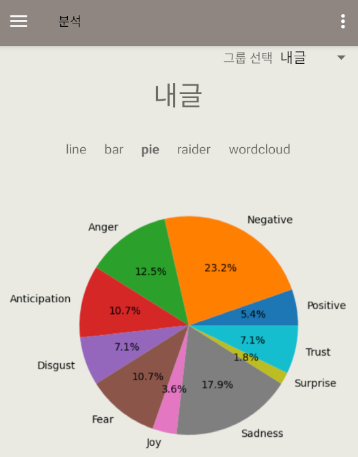 분석
그룹 선택 내글
내글
line bar pie raider wordcloud
Negative
Anger
23.2%
12.5%
Anticipation
10.7%
Positive
5.4%
7.1%
7.1%
Trust
1.8%
Disgust
10.7%
3.6%
17.9%
Surprise
Fear
Joy
Sadness